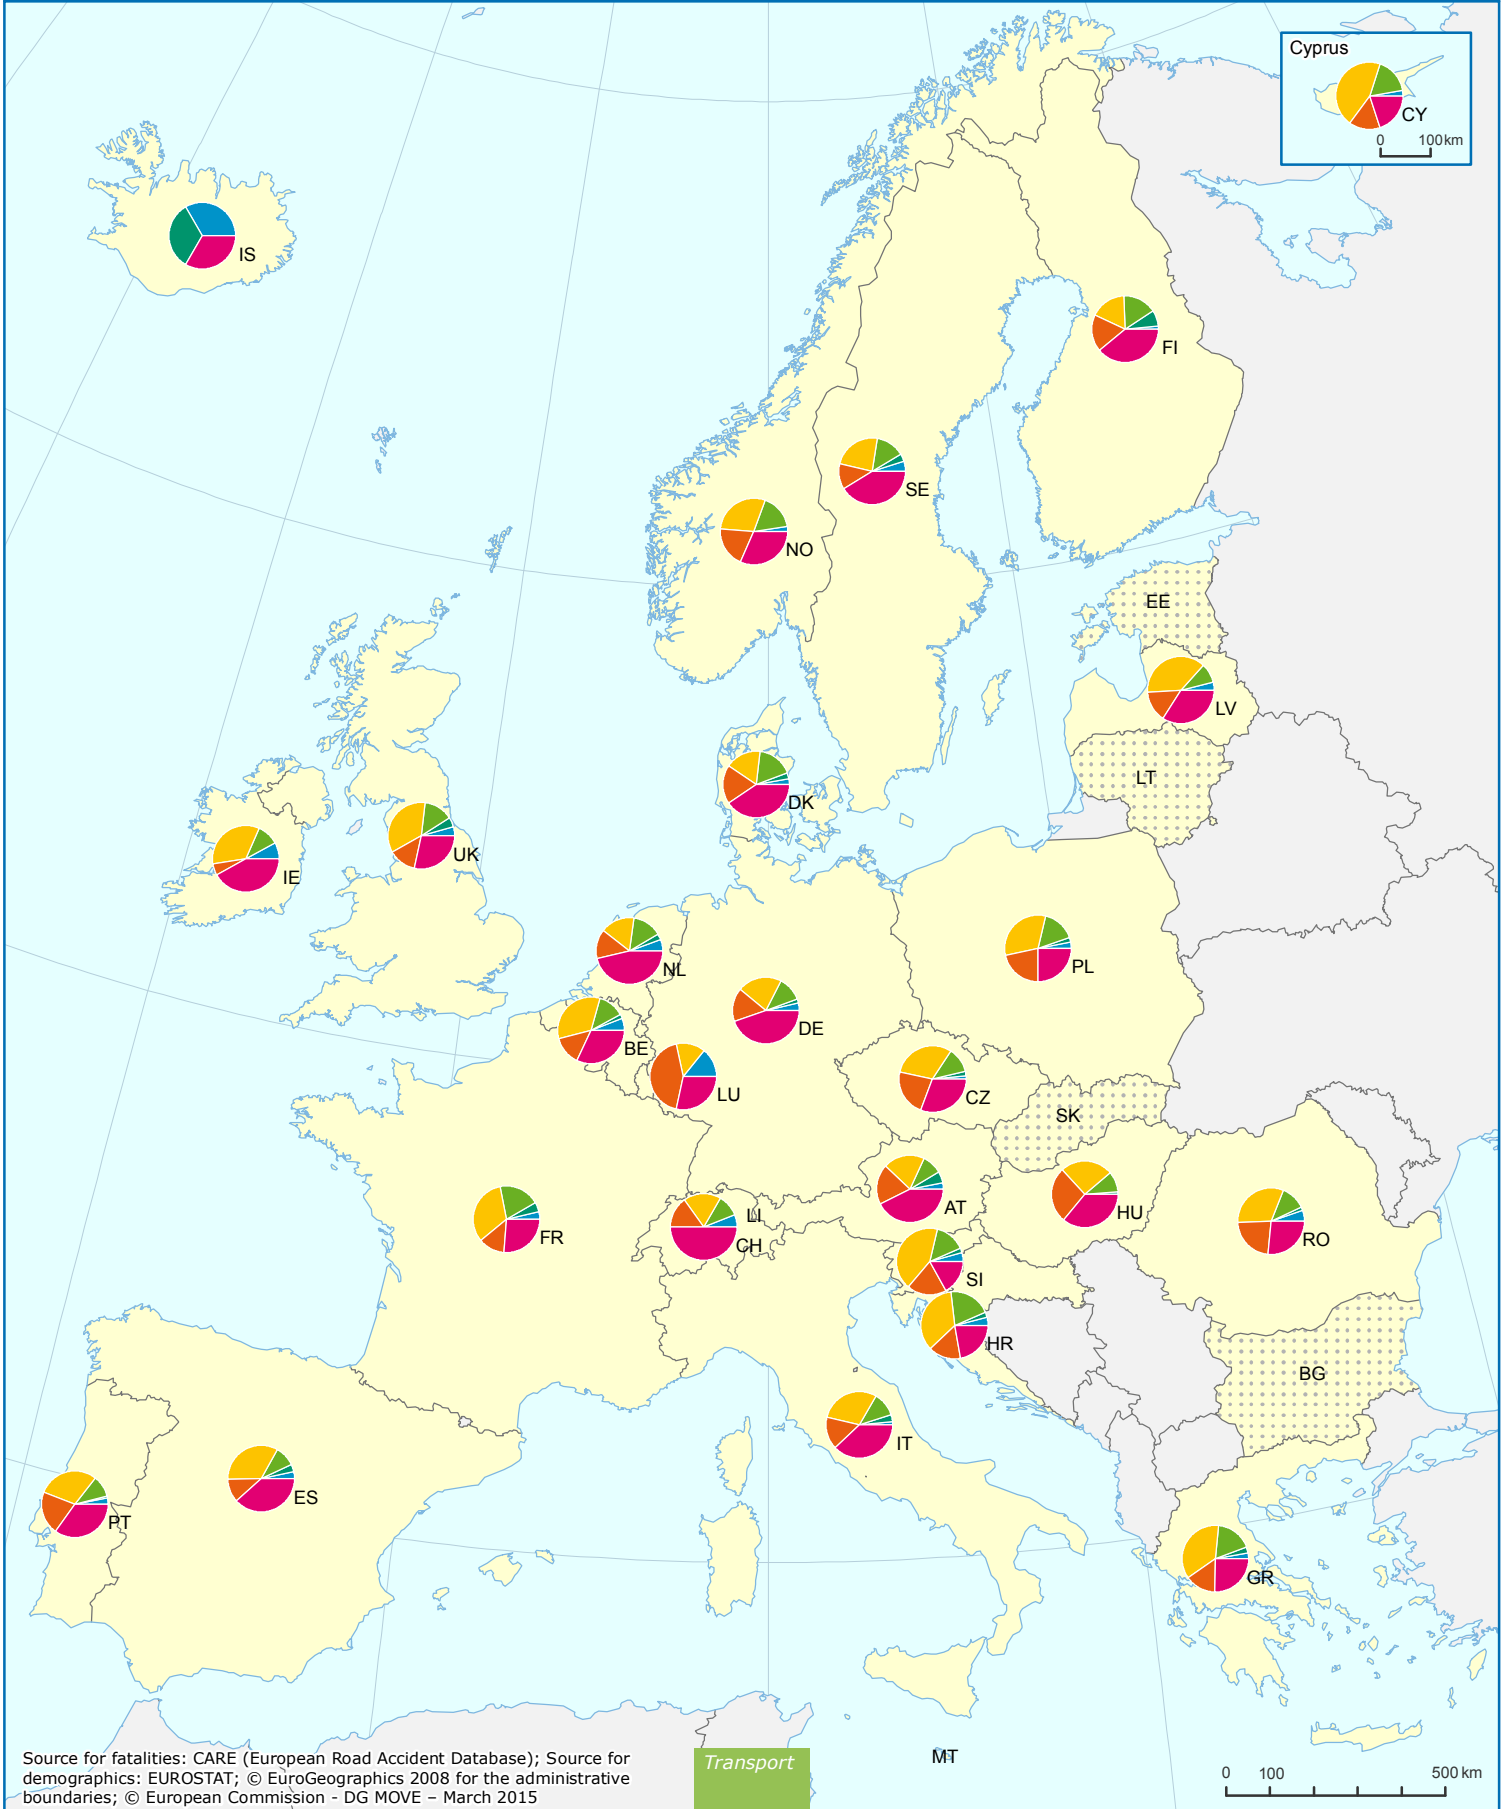 Cyprus
CY
0 100km
IS
FI
SE
NO
EE
LV
LT
DK
UK
IE
NL
PL
DE
BE
LU
CZ
SK
AT
HU
LI
CH
FR
RO
SI
HR
BG
IT
ES
PT
GR
MT
Source for fatalities: CARE (European Road Accident Database); Source for
demographics: EUROSTAT; © EuroGeographics 2008 for the administrative
boundaries; © European Commission - DG MOVE – March 2015
Transport
0 100 500 km